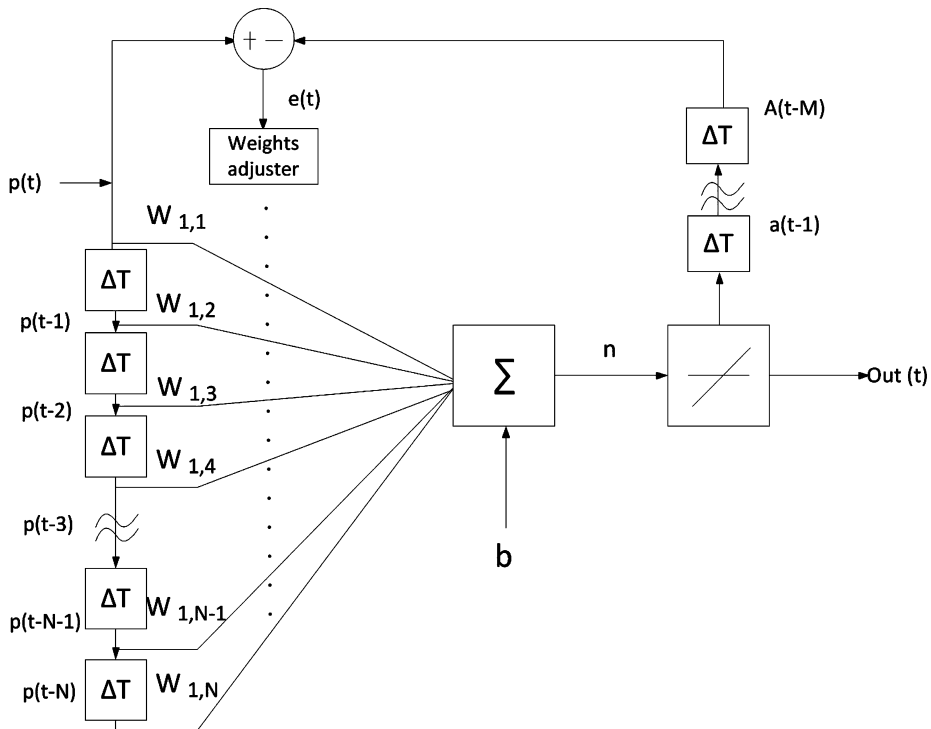 + −
e(t)
Weights
adjuster
A(t-M)
ΔT
p(t)
W 1,1
a(t-1)
ΔT
ΔT
W 1,2
p(t-1)
n
ΔT
Σ
Out (t)
W 1,3
p(t-2)
ΔT
W 1,4
p(t-3)
b
ΔT
W 1,N-1
p(t-N-1)
p(t-N)
ΔT
W 1,N